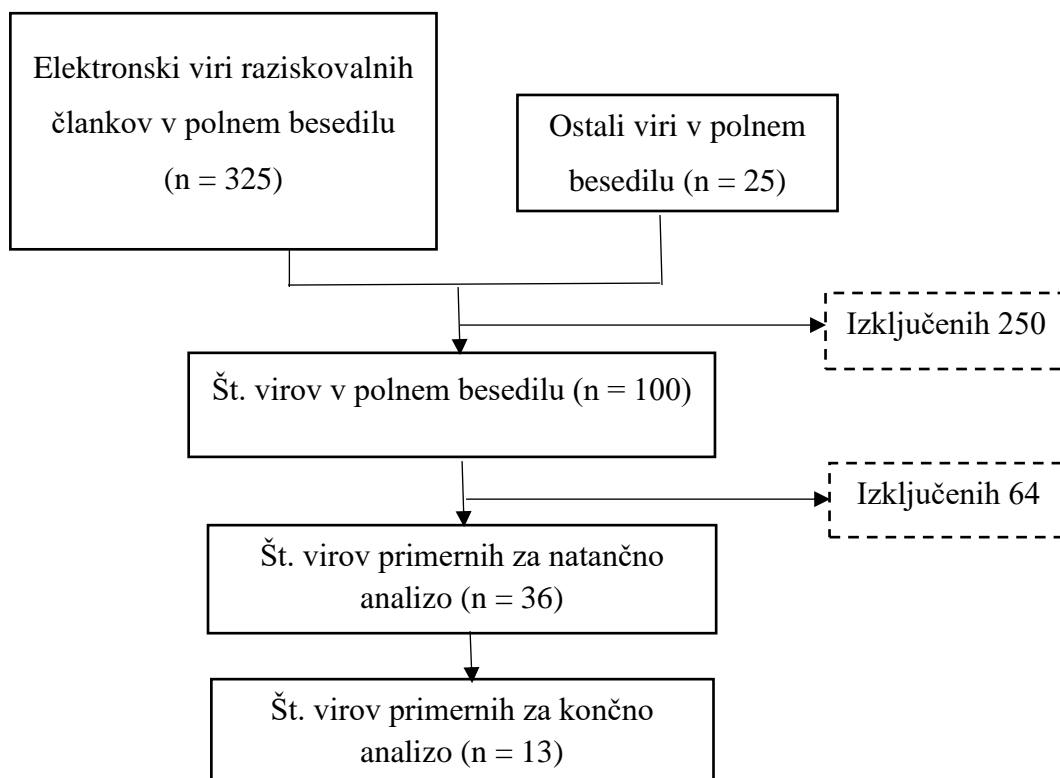 Elektronski viri raziskovalnih
člankov v polnem besedilu
(n = 325)
Ostali viri v polnem
besedilu (n = 25)
Izključenih 250
Št. virov v polnem besedilu (n = 100)
Izključenih 64
Št. virov primernih za natančno
analizo (n = 36)
Št. virov primernih za končno
analizo (n = 13)